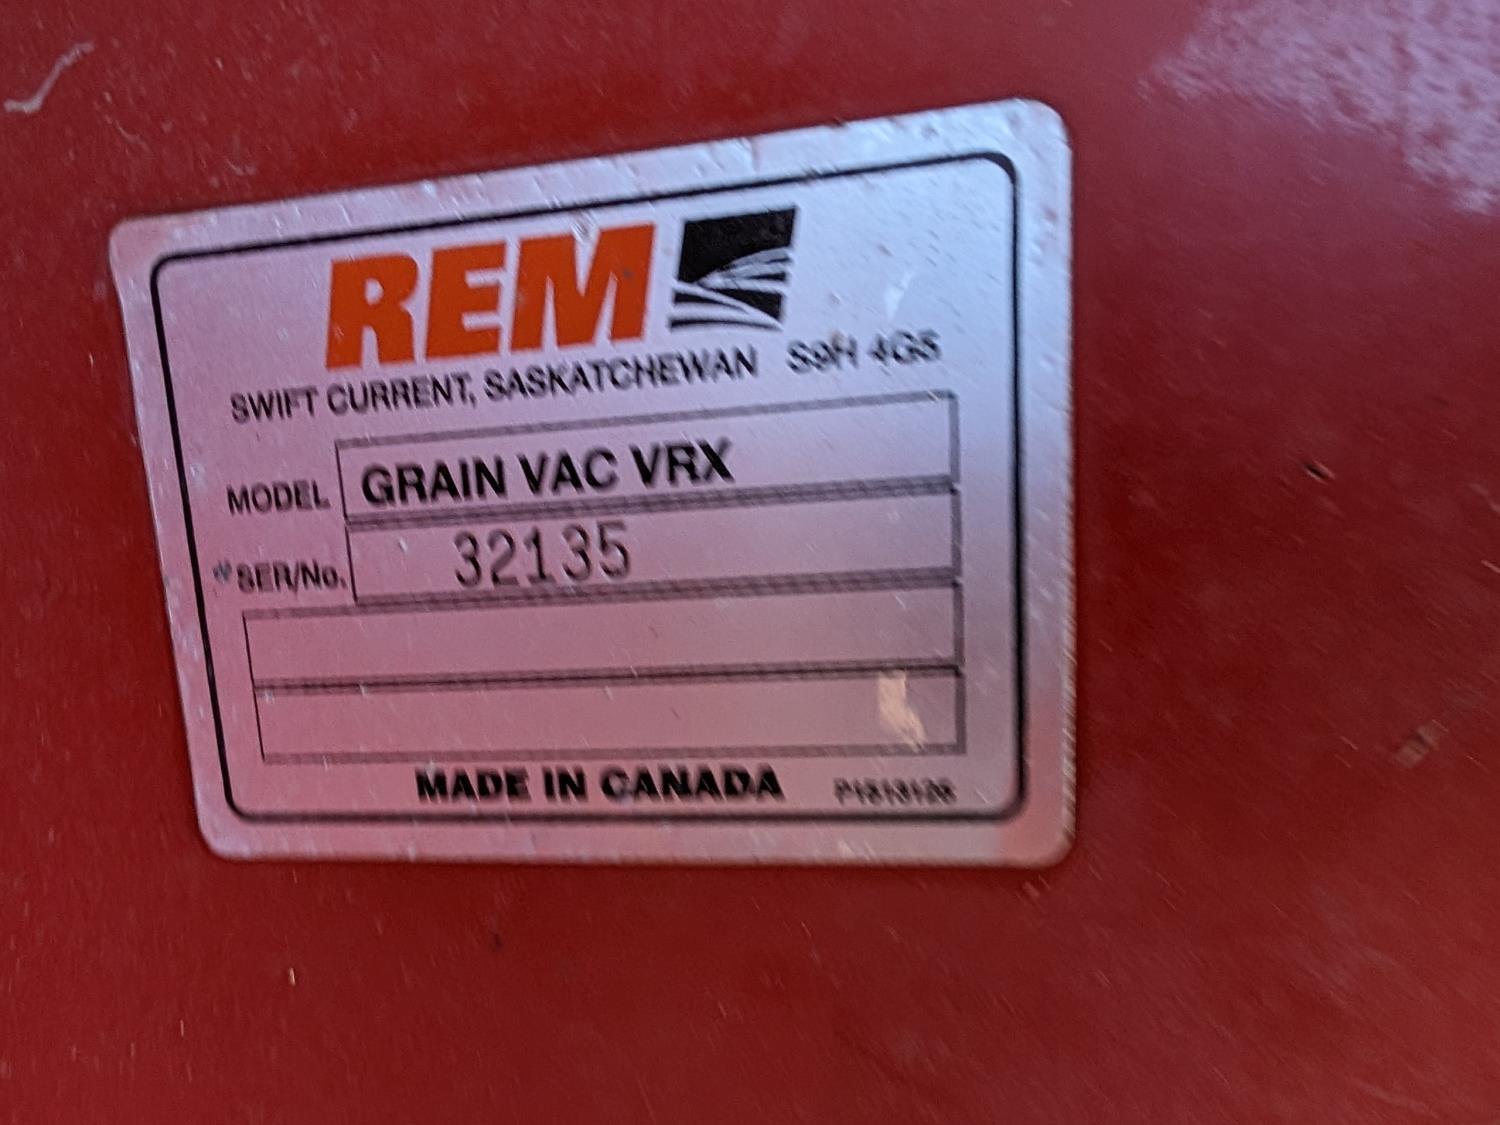 REM
SWIFT CURRENT, SASKATCHEWAN S9H 4G5
MODEL GRAIN VAC VRX
SER/No. 32135
MADE IN CANADA